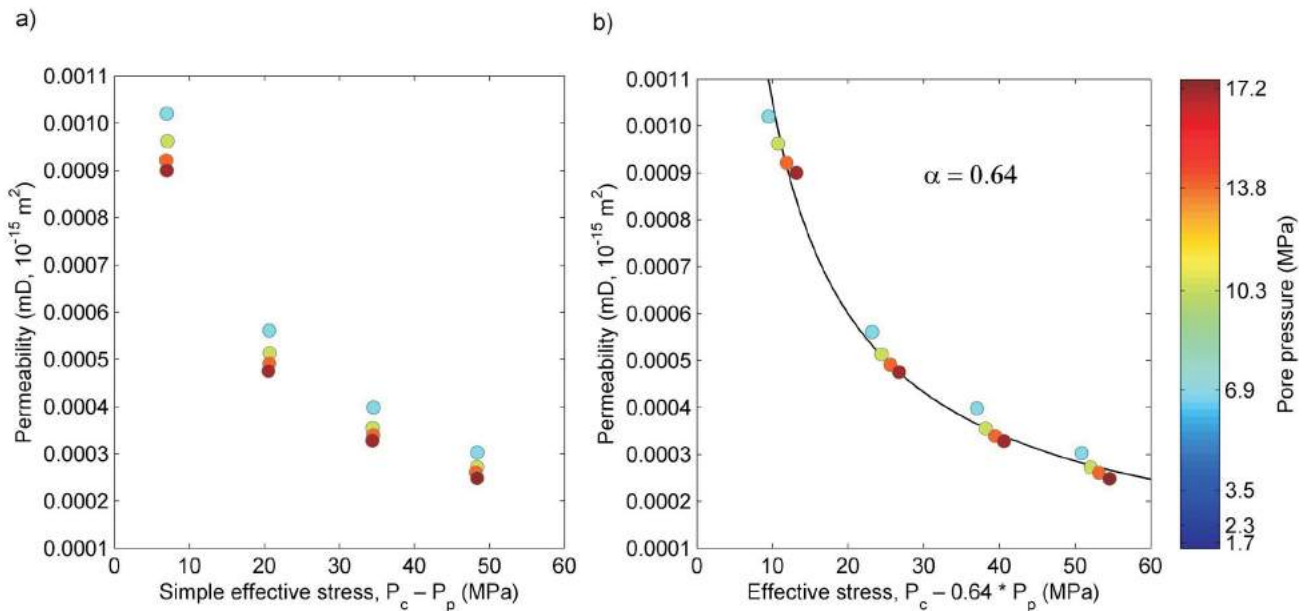 a)
0.0011
0.0010
0.0009
0.0008
0.0007
0.0006
0.0005
0.0004
0.0003
0.0002
0.0001
0 10 20 30 40 50 60
Permeability (mD, 10⁻¹⁵ m²)
Simple effective stress, P_c – P_p (MPa)
b)
0.0011
0.0010
0.0009
0.0008
0.0007
0.0006
0.0005
0.0004
0.0003
0.0002
0.0001
0 10 20 30 40 50 60
Permeability (mD, 10⁻¹⁵ m²)
Effective stress, P_c – 0.64 * P_p (MPa)
α = 0.64
17.2
13.8
10.3
6.9
3.5
2.3
1.7
Pore pressure (MPa)